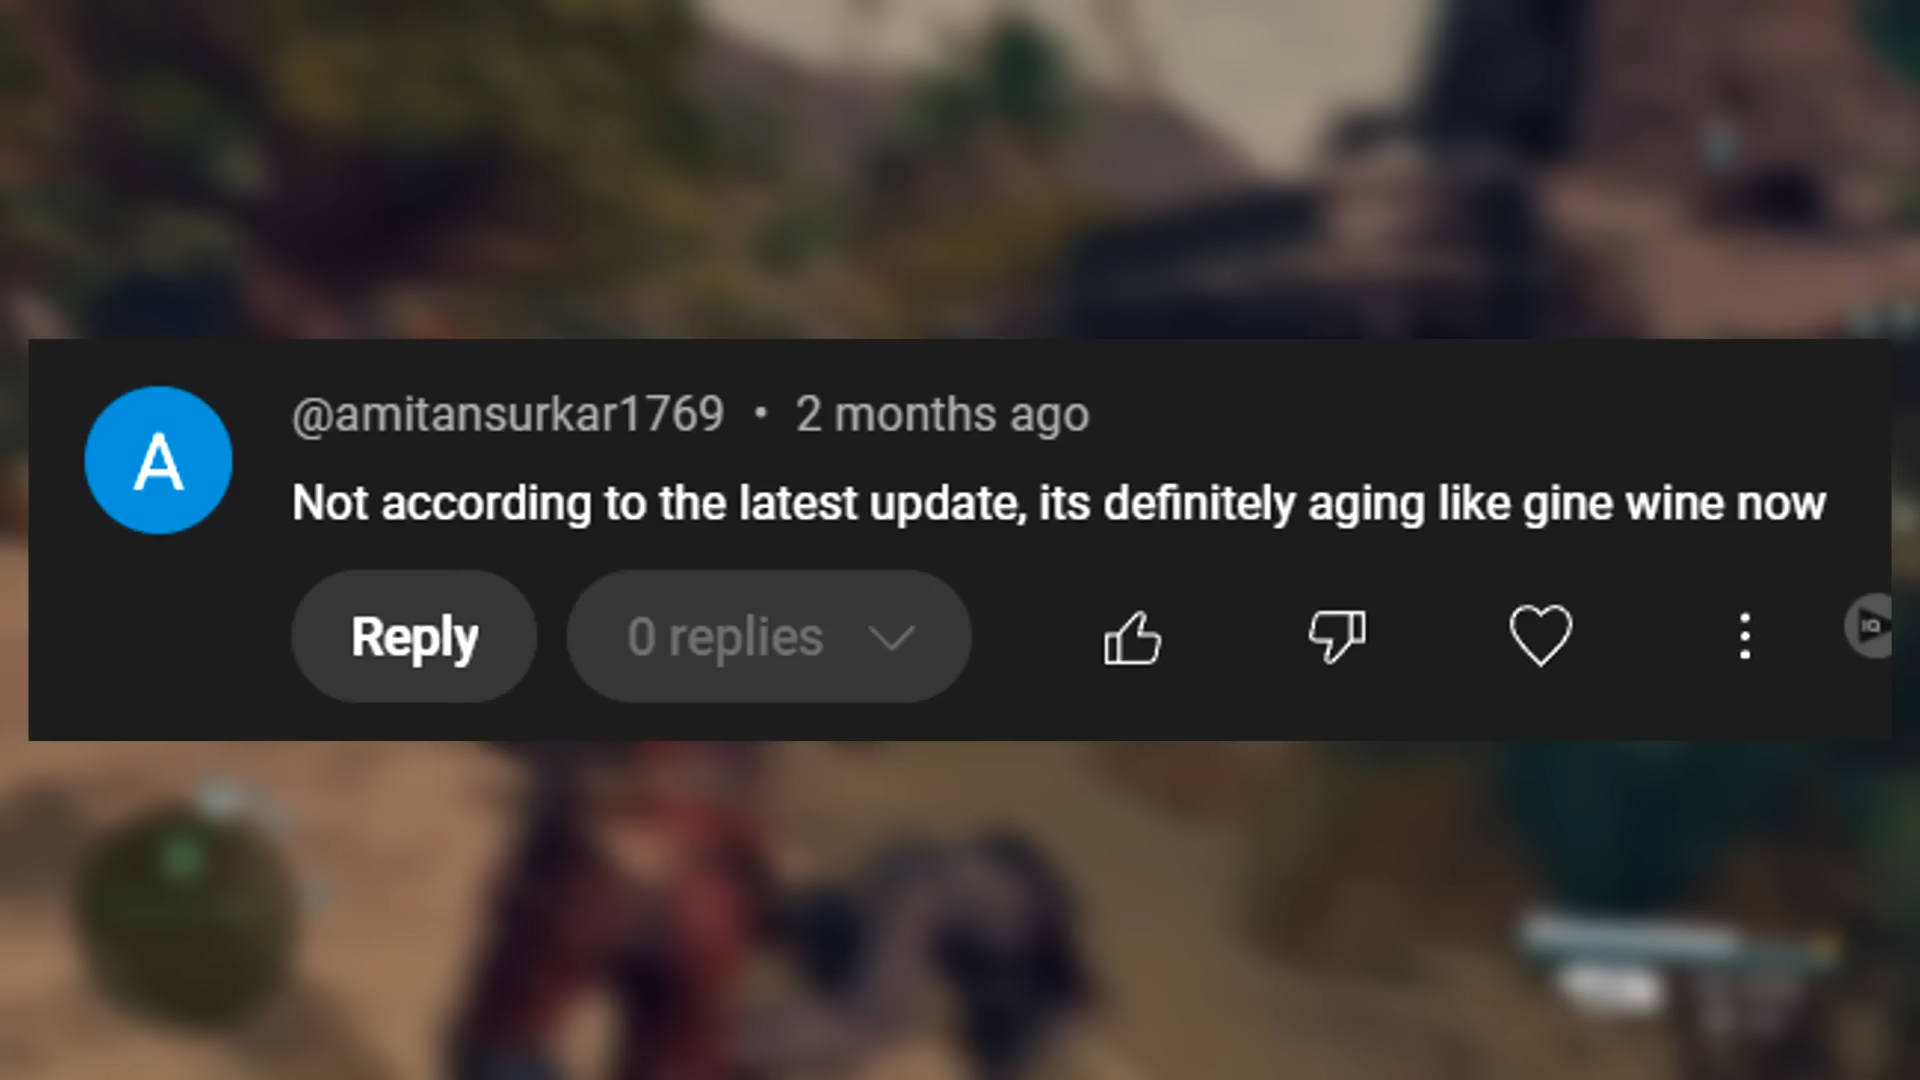 A
@amitansurkar1769 • 2 months ago
Not according to the latest update, its definitely aging like gine wine now
Reply
0 replies
IQ